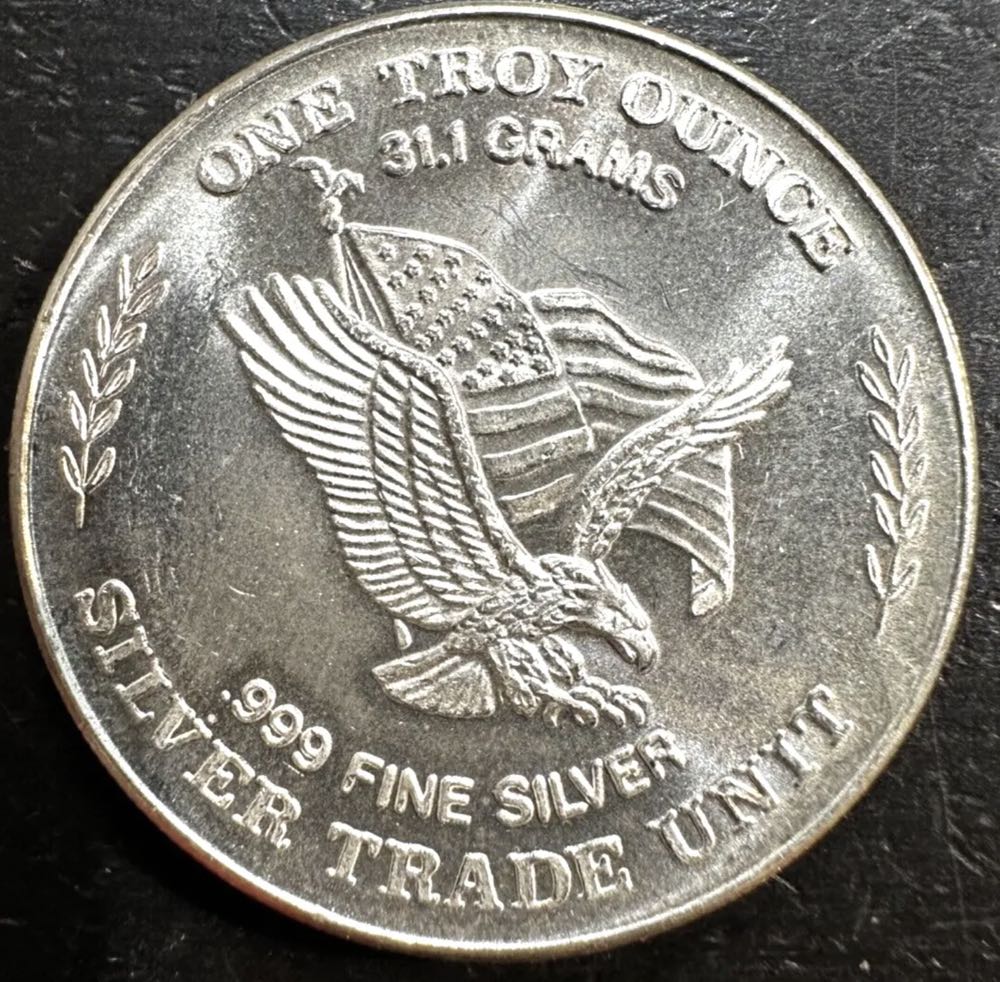 ONE TROY OUNCE
31.1 GRAMS
.999 FINE SILVER
SILVER TRADE UNIT